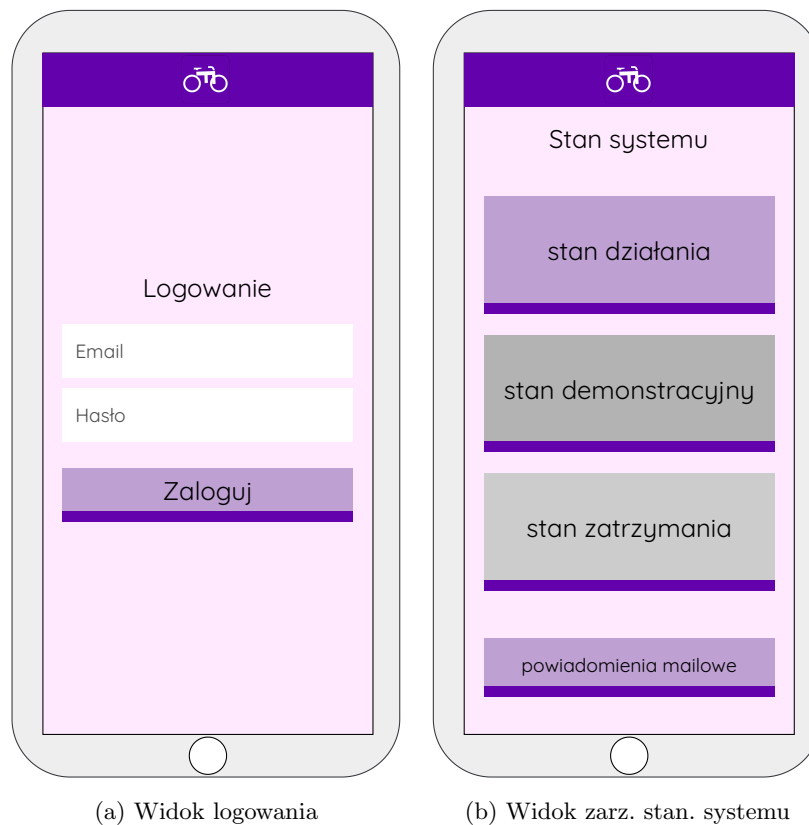 Logowanie
Email
Hasło
Zaloguj
(a) Widok logowania
Stan systemu
stan działania
stan demonstracyjny
stan zatrzymania
powiadomienia mailowe
(b) Widok zarz. stan. systemu